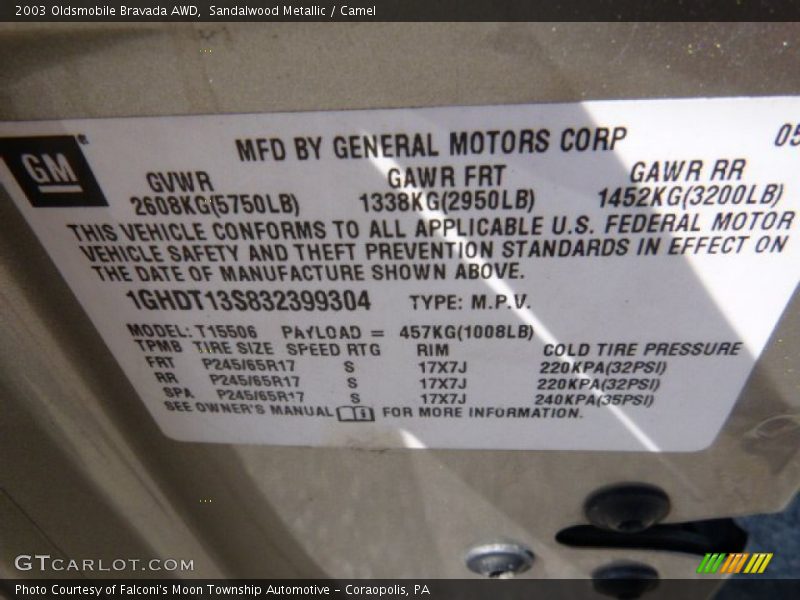 2003 Oldsmobile Bravada AWD, Sandalwood Metallic / Camel
GM
MFD BY GENERAL MOTORS CORP 05
GVWR GAWR FRT GAWR RR
2608KG(5750LB) 1338KG(2950LB) 1452KG(3200LB)
THIS VEHICLE CONFORMS TO ALL APPLICABLE U.S. FEDERAL MOTOR
VEHICLE SAFETY AND THEFT PREVENTION STANDARDS IN EFFECT ON
THE DATE OF MANUFACTURE SHOWN ABOVE.
1GHDT13S832399304 TYPE: M.P.V.
MODEL: T15506 PAYLOAD = 457KG(1008LB)
TPMB TIRE SIZE SPEED RTG RIM COLD TIRE PRESSURE
FRT P245/65R17 S 17X7J 220KPA(32PSI)
RR P245/65R17 S 17X7J 220KPA(32PSI)
SPA P245/65R17 S 17X7J 240KPA(35PSI)
SEE OWNER'S MANUAL FOR MORE INFORMATION.
GTCARLOT.COM
Photo Courtesy of Falconi's Moon Township Automotive - Coraopolis, PA